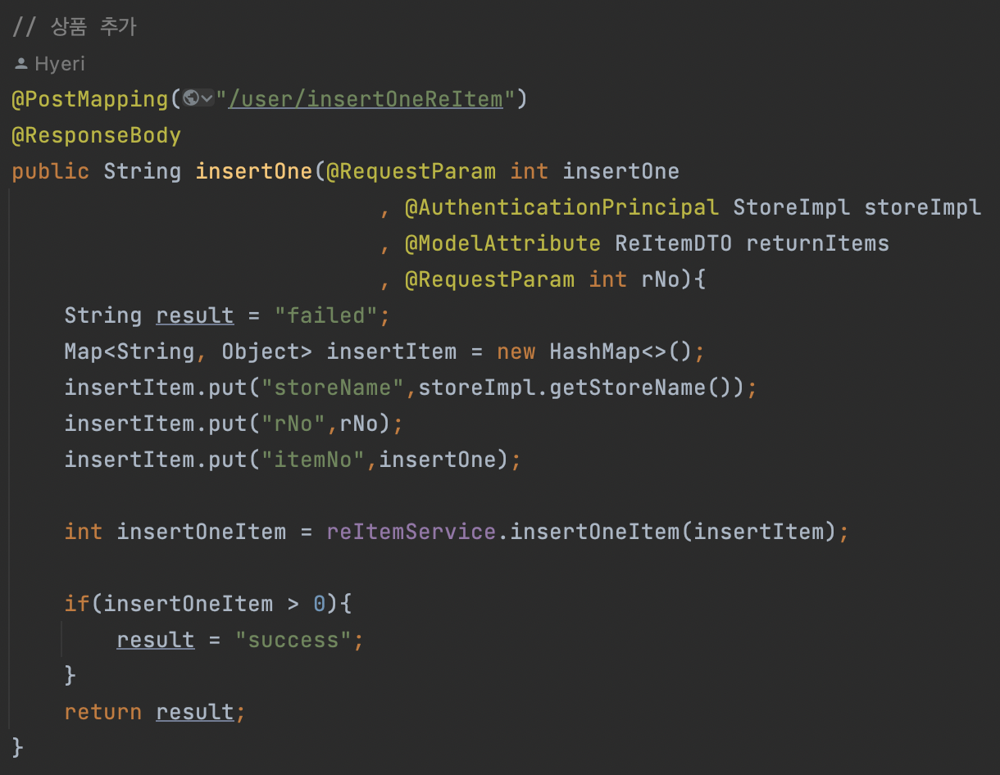 // 상품 추가
Hyeri
@PostMapping("/user/insertOneReItem")
@ResponseBody
public String insertOne(@RequestParam int insertOne
, @AuthenticationPrincipal StoreImpl storeImpl
, @ModelAttribute ReItemDTO returnItems
, @RequestParam int rNo){
String result = "failed";
Map<String, Object> insertItem = new HashMap<>();
insertItem.put("storeName",storeImpl.getStoreName());
insertItem.put("rNo",rNo);
insertItem.put("itemNo",insertOne);
int insertOneItem = reItemService.insertOneItem(insertItem);
if(insertOneItem > 0){
result = "success";
}
return result;
}